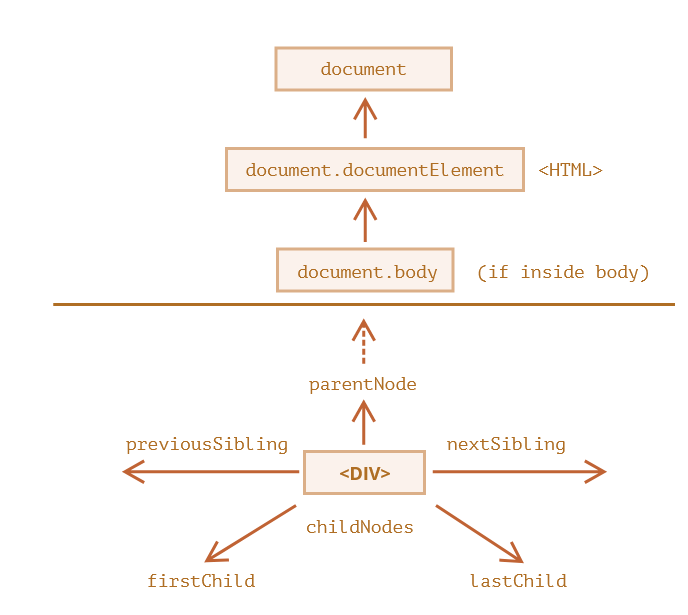 document
document.documentElement <HTML>
document.body (if inside body)
parentNode
previousSibling nextSibling
<DIV>
childNodes
firstChild lastChild